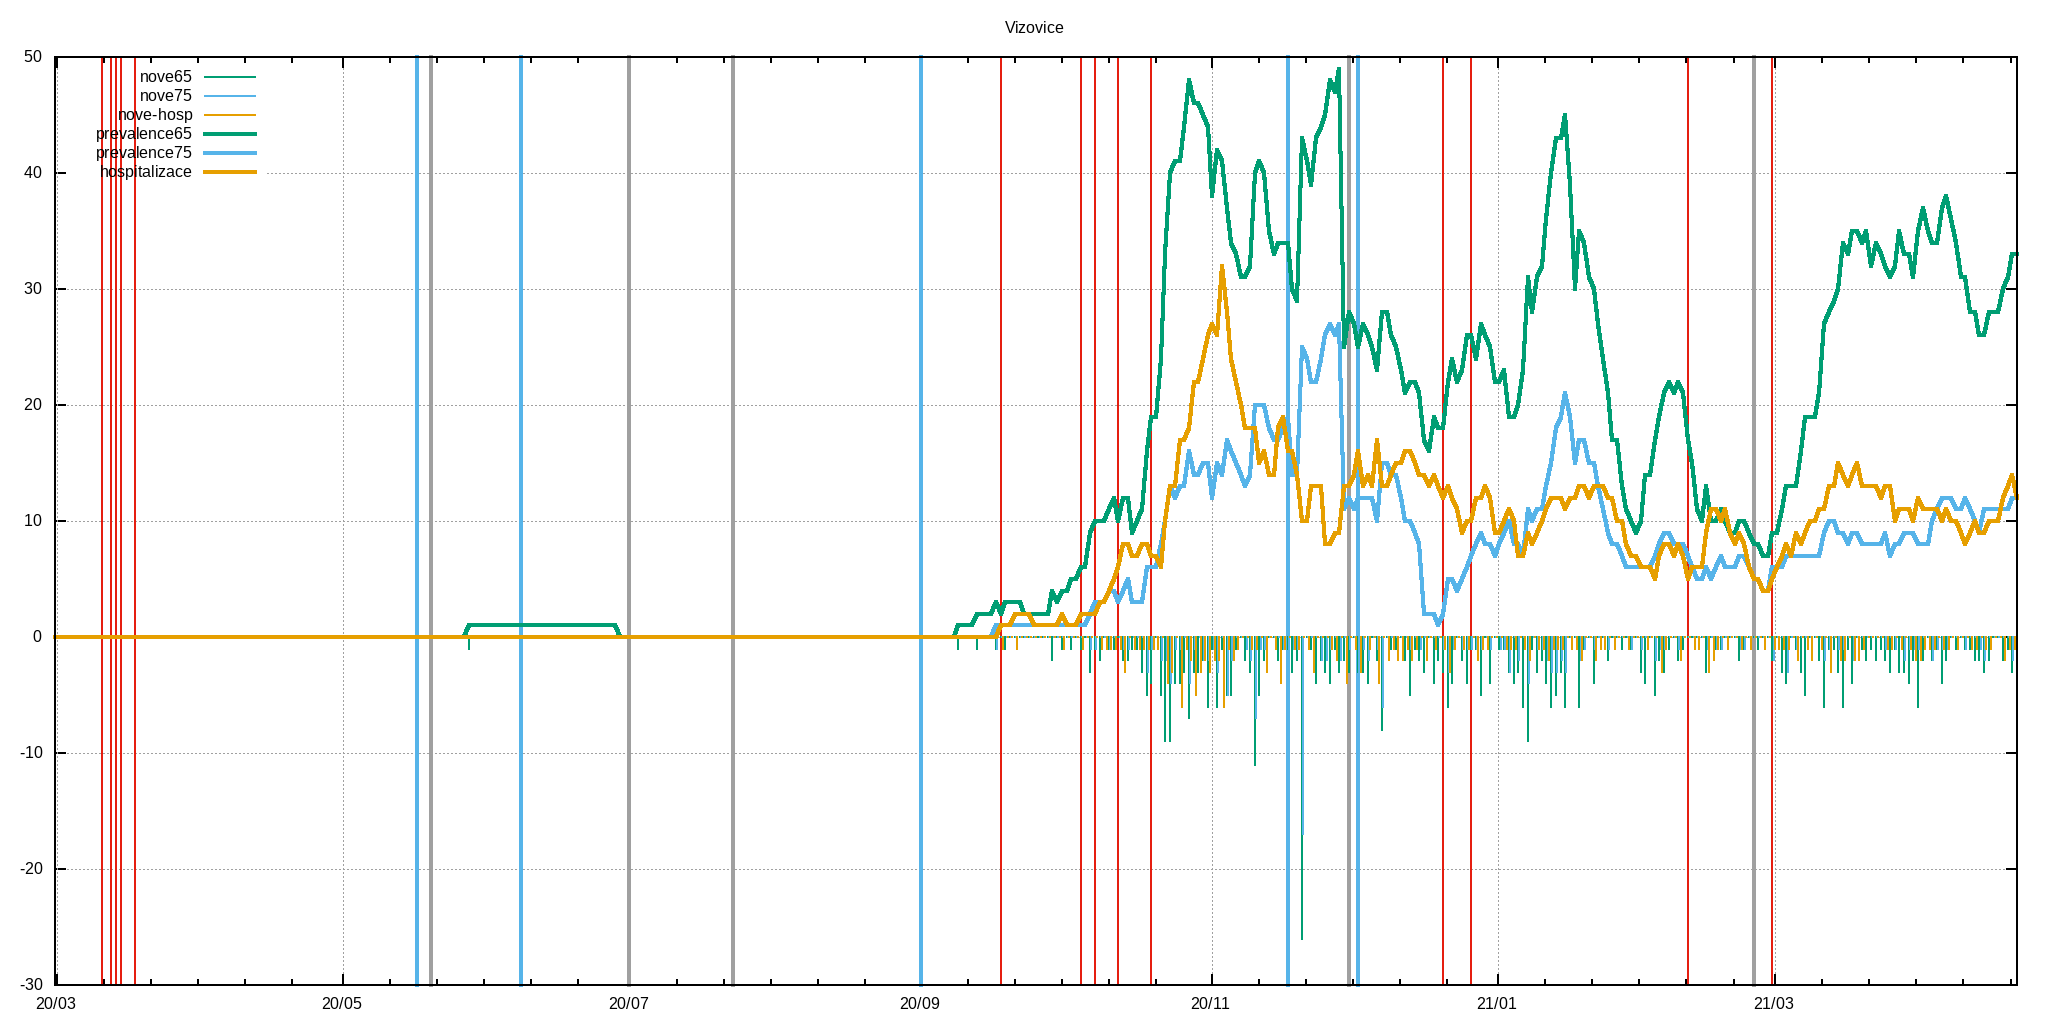 Vizovice
50
40
30
20
10
0
-10
-20
-30
nove65
nove75
nove-hosp
prevalence65
prevalence75
hospitalizace
20/03 20/05 20/07 20/09 20/11 21/01 21/03